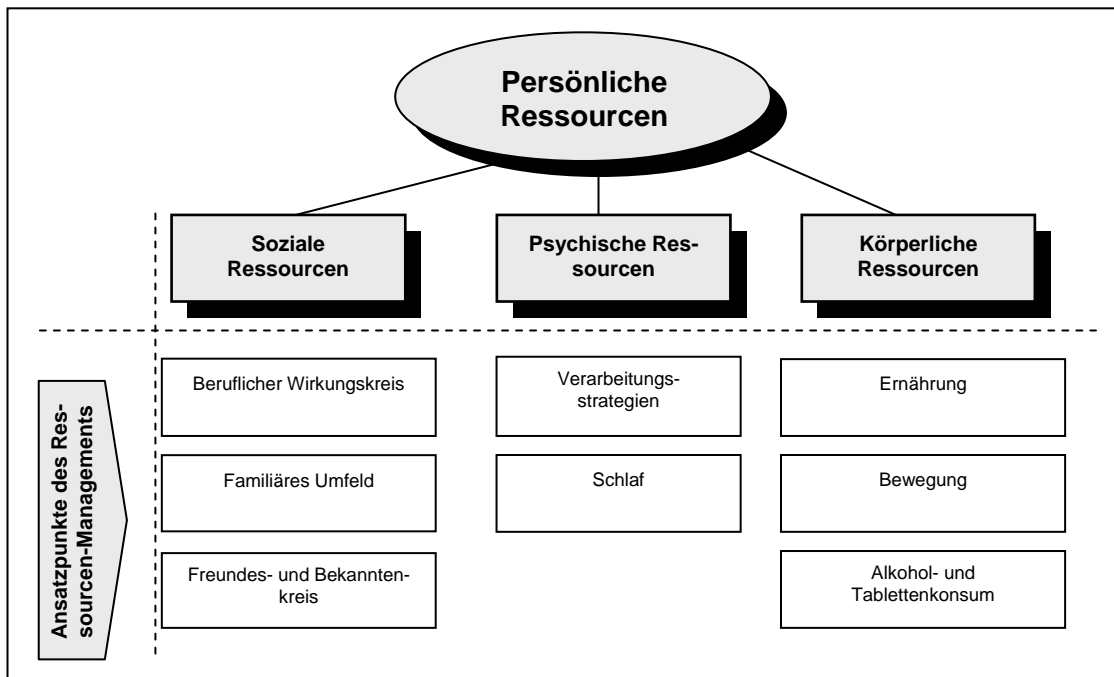 Persönliche
Ressourcen
Soziale
Ressourcen
Psychische Res-
sourcen
Körperliche
Ressourcen
Ansatzpunkte des Res-
sourcen-Managements
Beruflicher Wirkungskreis
Verarbeitungs-
strategien
Ernährung
Familiäres Umfeld
Schlaf
Bewegung
Freundes- und Bekannten-
kreis
Alkohol- und
Tablettenkonsum